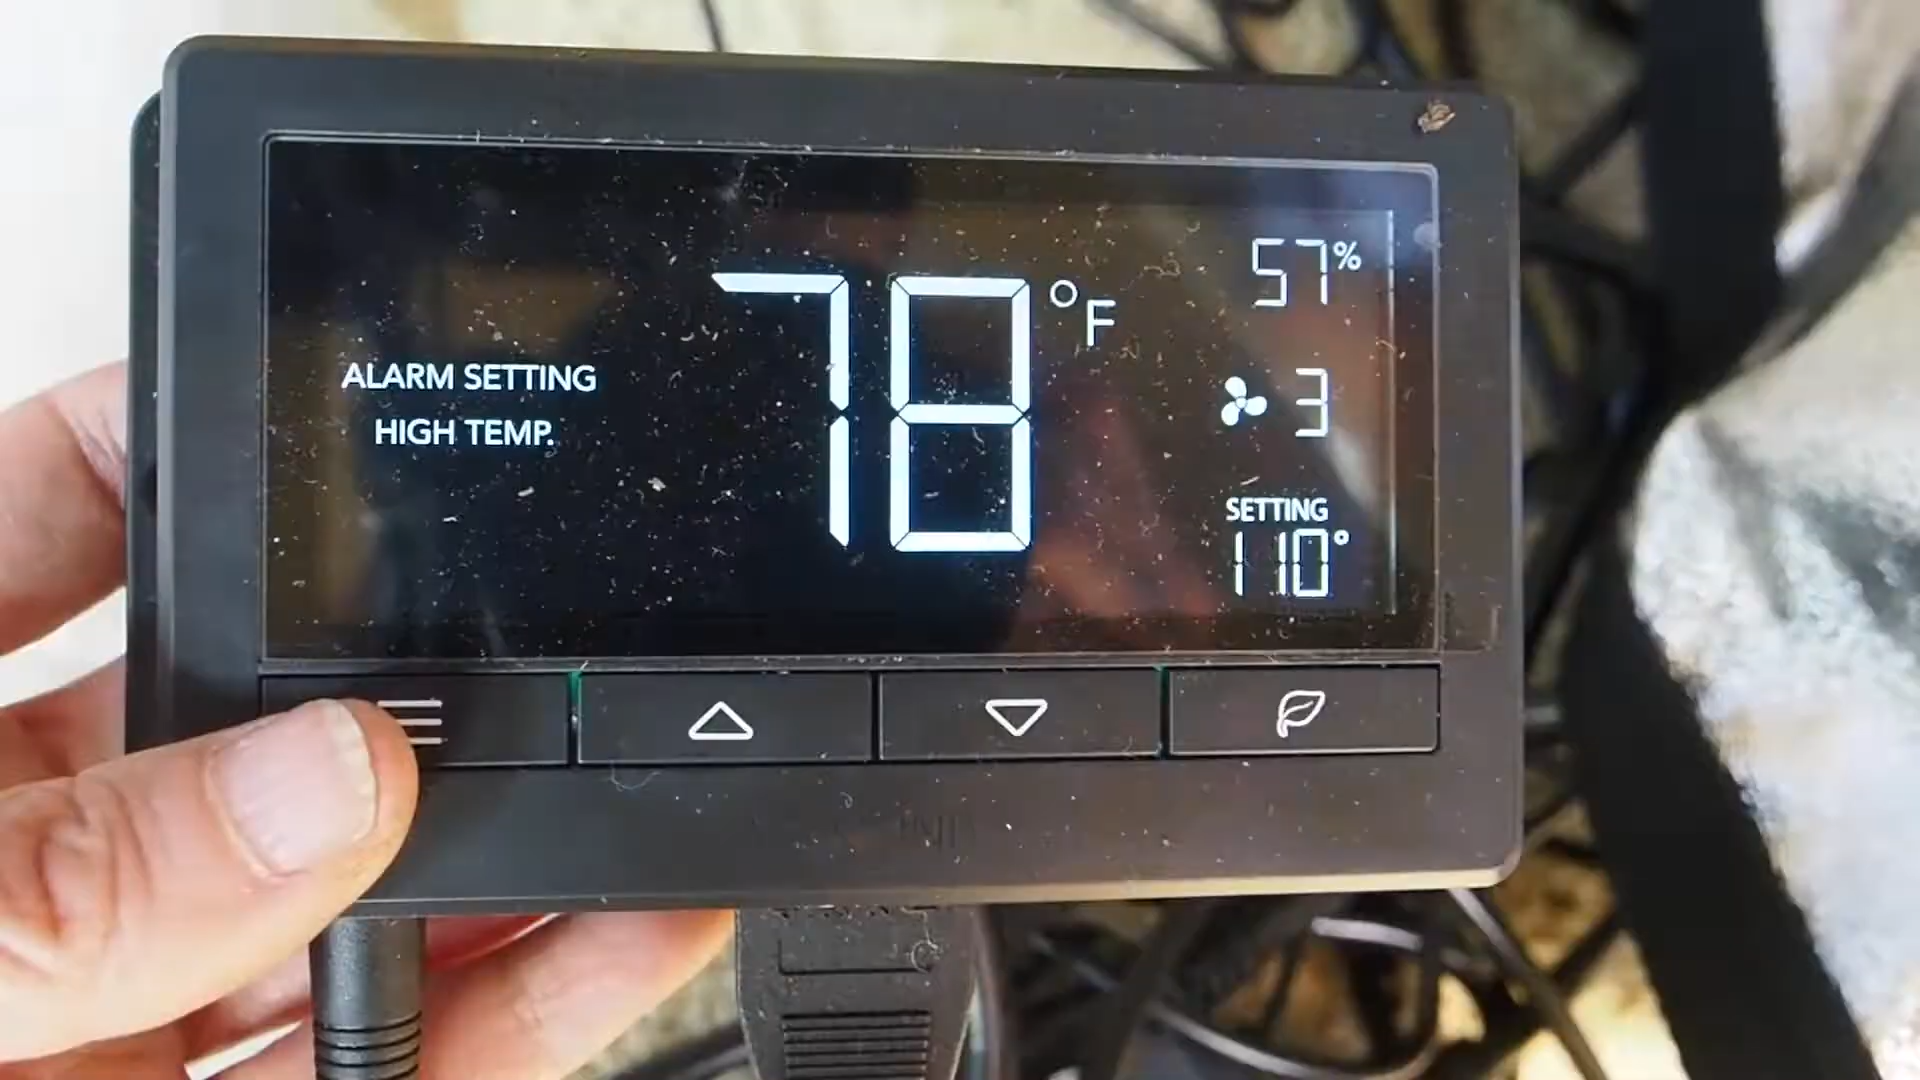 ALARM SETTING
HIGH TEMP.
78°F
57%
3
SETTING
110°